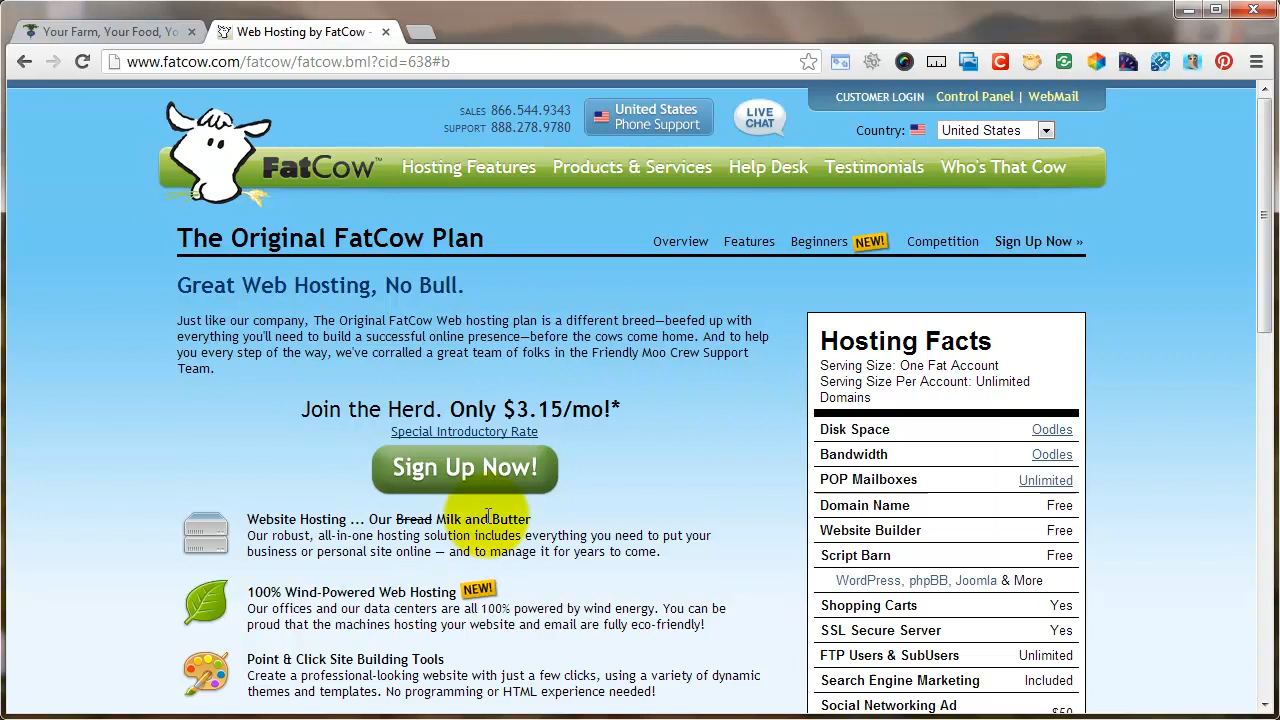 Your Farm, Your Food, Yo
Web Hosting by FatCow -
www.fatcow.com/fatcow/fatcow.bml?cid=638#b
CUSTOMER LOGIN Control Panel | WebMail
SALES 866.544.9343
SUPPORT 888.278.9780
United States
Phone Support
LIVE
CHAT
Country: United States
FatCow™ Hosting Features Products & Services Help Desk Testimonials Who's That Cow
The Original FatCow Plan
Overview Features Beginners NEW! Competition Sign Up Now »
Great Web Hosting, No Bull.
Just like our company, The Original FatCow Web hosting plan is a different breed—beefed up with
everything you'll need to build a successful online presence—before the cows come home. And to help
you every step of the way, we've corralled a great team of folks in the Friendly Moo Crew Support
Team.
Join the Herd. Only $3.15/mo!*
Special Introductory Rate
Sign Up Now!
Website Hosting ... Our Bread Milk and Butter
Our robust, all-in-one hosting solution includes everything you need to put your
business or personal site online — and to manage it for years to come.
100% Wind-Powered Web Hosting NEW!
Our offices and our data centers are all 100% powered by wind energy. You can be
proud that the machines hosting your website and email are fully eco-friendly!
Point & Click Site Building Tools
Create a professional-looking website with just a few clicks, using a variety of dynamic
themes and templates. No programming or HTML experience needed!
Hosting Facts
Serving Size: One Fat Account
Serving Size Per Account: Unlimited
Domains
Disk Space Oodles
Bandwidth Oodles
POP Mailboxes Unlimited
Domain Name Free
Website Builder Free
Script Barn Free
WordPress, phpBB, Joomla & More
Shopping Carts Yes
SSL Secure Server Yes
FTP Users & SubUsers Unlimited
Search Engine Marketing Included
Social Networking Ad $50